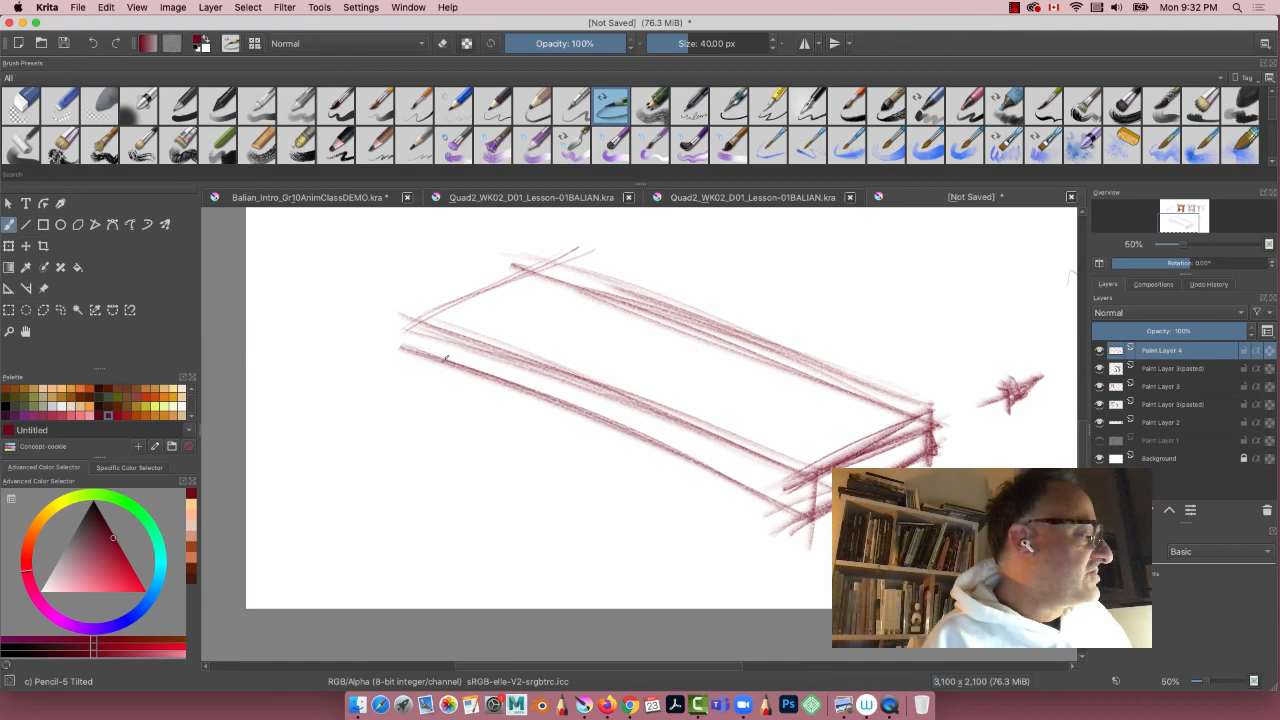 Krita File Edit View Image Layer Select Filter Tools Settings Window Help Mon 9:32 PM
[Not Saved] (76.3 MiB) *
Normal Opacity: 100% Size: 40.00 px
Brush Presets
All Tag
Search
Balian_Intro_Gr10AnimClassDEMO.kra * Quad2_WK02_D01_Lesson-01BALIAN.kra Quad2_WK02_D01_Lesson-01BALIAN.kra [Not Saved] *
Overview
50%
Rotation: 0.00°
Layers Compositions Undo History
Layers
Normal
Opacity: 100%
Paint Layer 4
Paint Layer 3(pasted)
Paint Layer 3
Paint Layer 3(pasted)
Paint Layer 2
Paint Layer 1
Background
Palette
Untitled
Concept-cookie
Advanced Color Selector Specific Color Selector
Advanced Color Selector
Basic
c) Pencil-5 Tilted RGB/Alpha (8-bit integer/channel) sRGB-elle-V2-srgbtrc.icc 3,100 x 2,100 (76.3 MiB) 50%